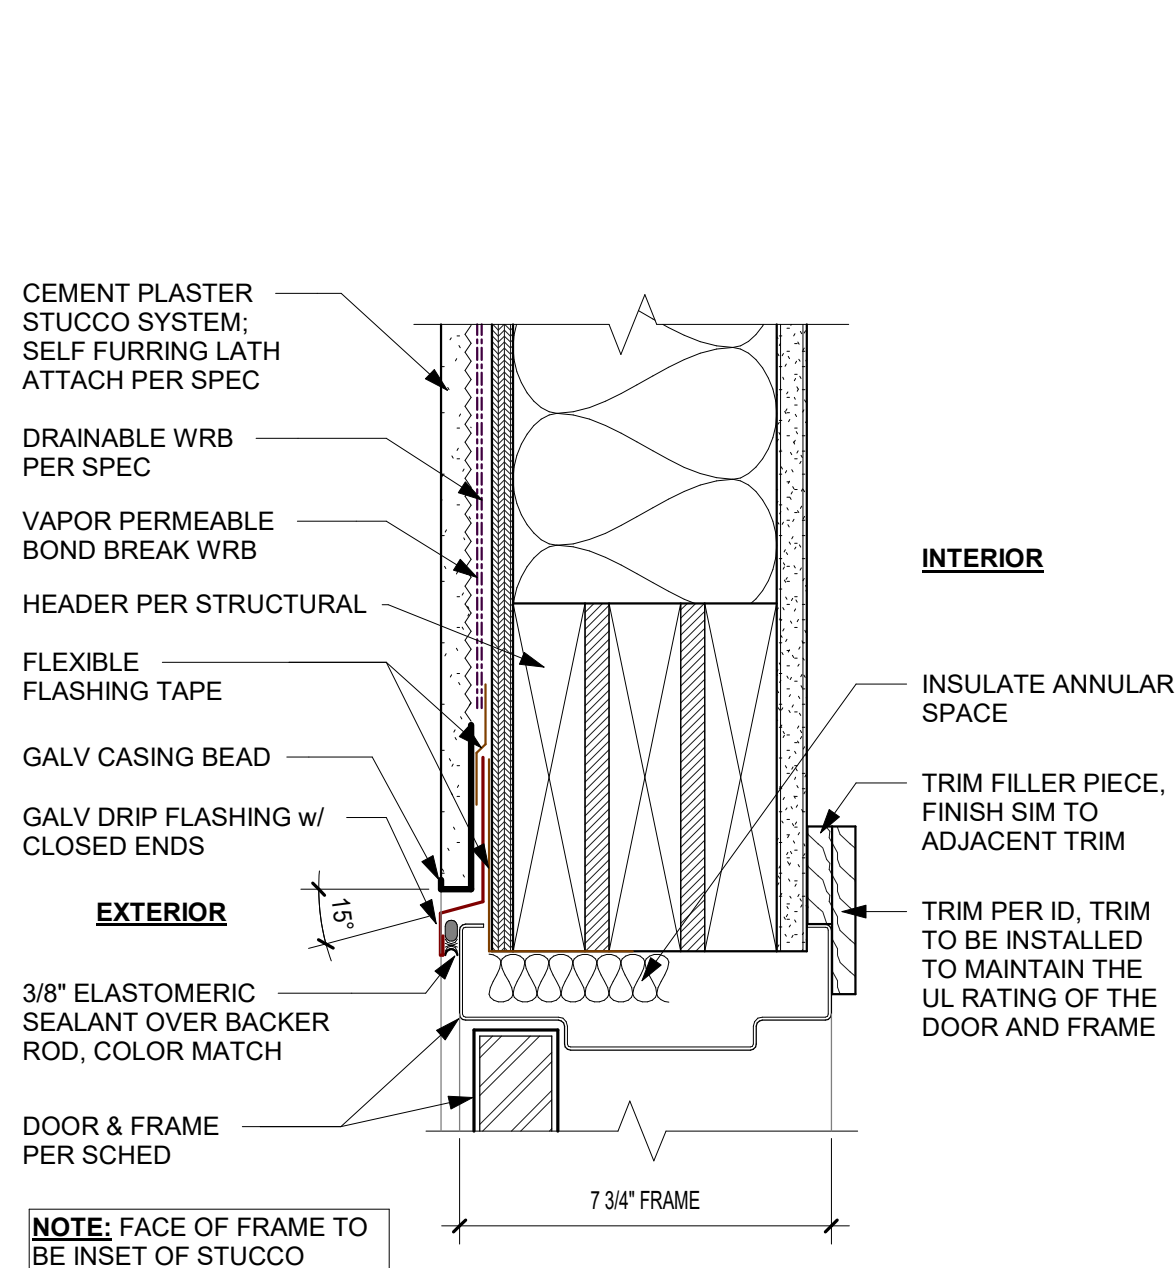 CEMENT PLASTER
STUCCO SYSTEM;
SELF FURRING LATH
ATTACH PER SPEC
DRAINABLE WRB
PER SPEC
VAPOR PERMEABLE
BOND BREAK WRB
HEADER PER STRUCTURAL
FLEXIBLE
FLASHING TAPE
GALV CASING BEAD
GALV DRIP FLASHING w/
CLOSED ENDS
EXTERIOR
15°
3/8" ELASTOMERIC
SEALANT OVER BACKER
ROD, COLOR MATCH
DOOR & FRAME
PER SCHED
NOTE: FACE OF FRAME TO
BE INSET OF STUCCO
7 3/4" FRAME
INTERIOR
INSULATE ANNULAR
SPACE
TRIM FILLER PIECE,
FINISH SIM TO
ADJACENT TRIM
TRIM PER ID, TRIM
TO BE INSTALLED
TO MAINTAIN THE
UL RATING OF THE
DOOR AND FRAME